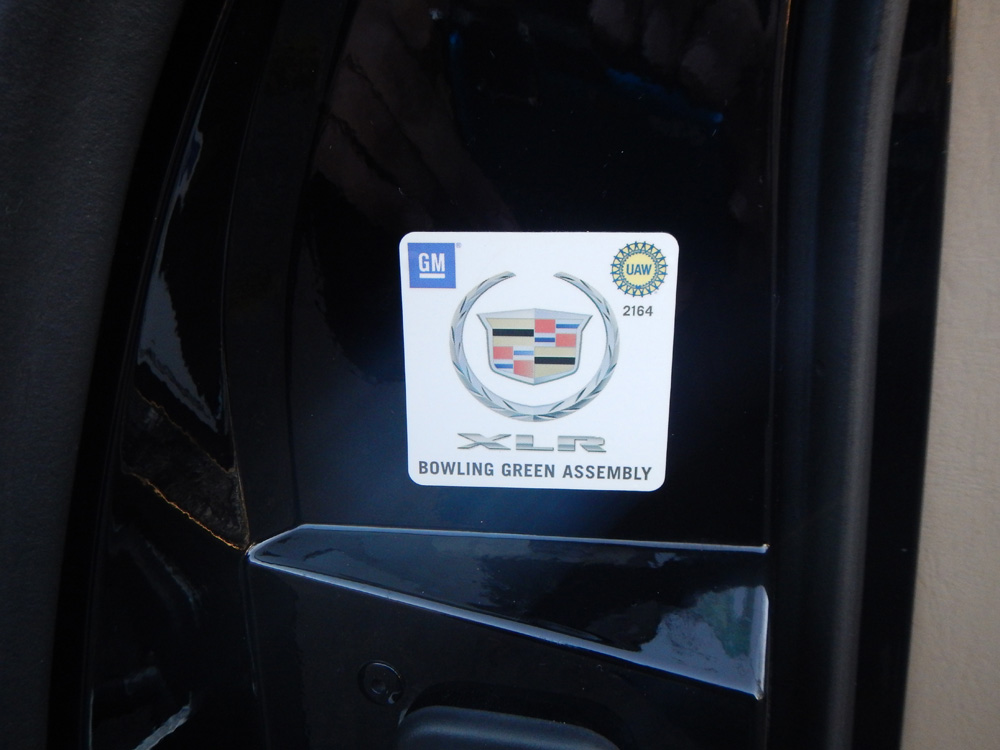 GM
UAW
2164
XLR
BOWLING GREEN ASSEMBLY